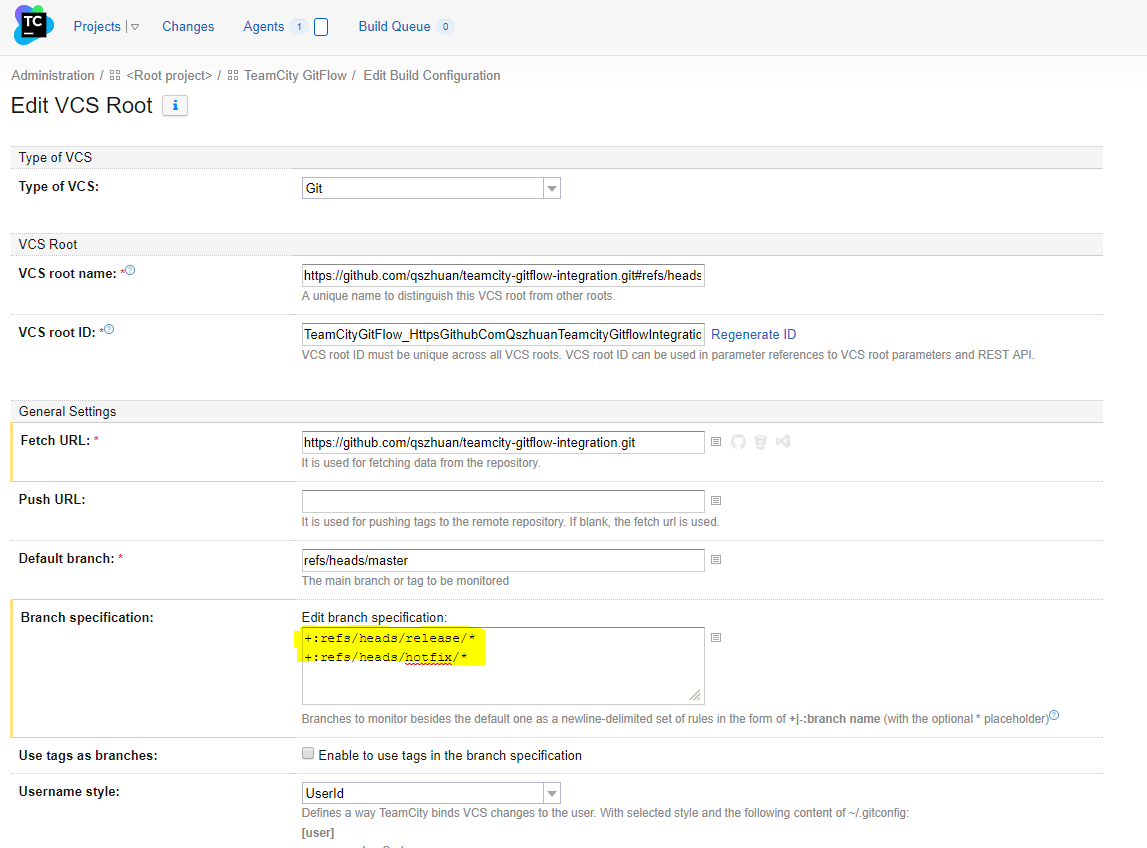 TC
Projects Changes Agents 1 Build Queue 0
Administration / <Root project> / TeamCity GitFlow / Edit Build Configuration
Edit VCS Root i
Type of VCS
Type of VCS: Git
VCS Root
VCS root name: *? https://github.com/qszhuan/teamcity-gitflow-integration.git#refs/heads
A unique name to distinguish this VCS root from other roots.
VCS root ID: *? TeamCityGitFlow_HttpsGithubComQszhuanTeamcityGitflowIntegratio Regenerate ID
VCS root ID must be unique across all VCS roots. VCS root ID can be used in parameter references to VCS root parameters and REST API.
General Settings
Fetch URL: * https://github.com/qszhuan/teamcity-gitflow-integration.git
It is used for fetching data from the repository.
Push URL:
It is used for pushing tags to the remote repository. If blank, the fetch url is used.
Default branch: * refs/heads/master
The main branch or tag to be monitored
Branch specification: Edit branch specification:
+:refs/heads/release/*
+:refs/heads/hotfix/*
Branches to monitor besides the default one as a newline-delimited set of rules in the form of +|-:branch name (with the optional * placeholder)?
Use tags as branches: Enable to use tags in the branch specification
Username style: UserId
Defines a way TeamCity binds VCS changes to the user. With selected style and the following content of ~/.gitconfig:
[user]